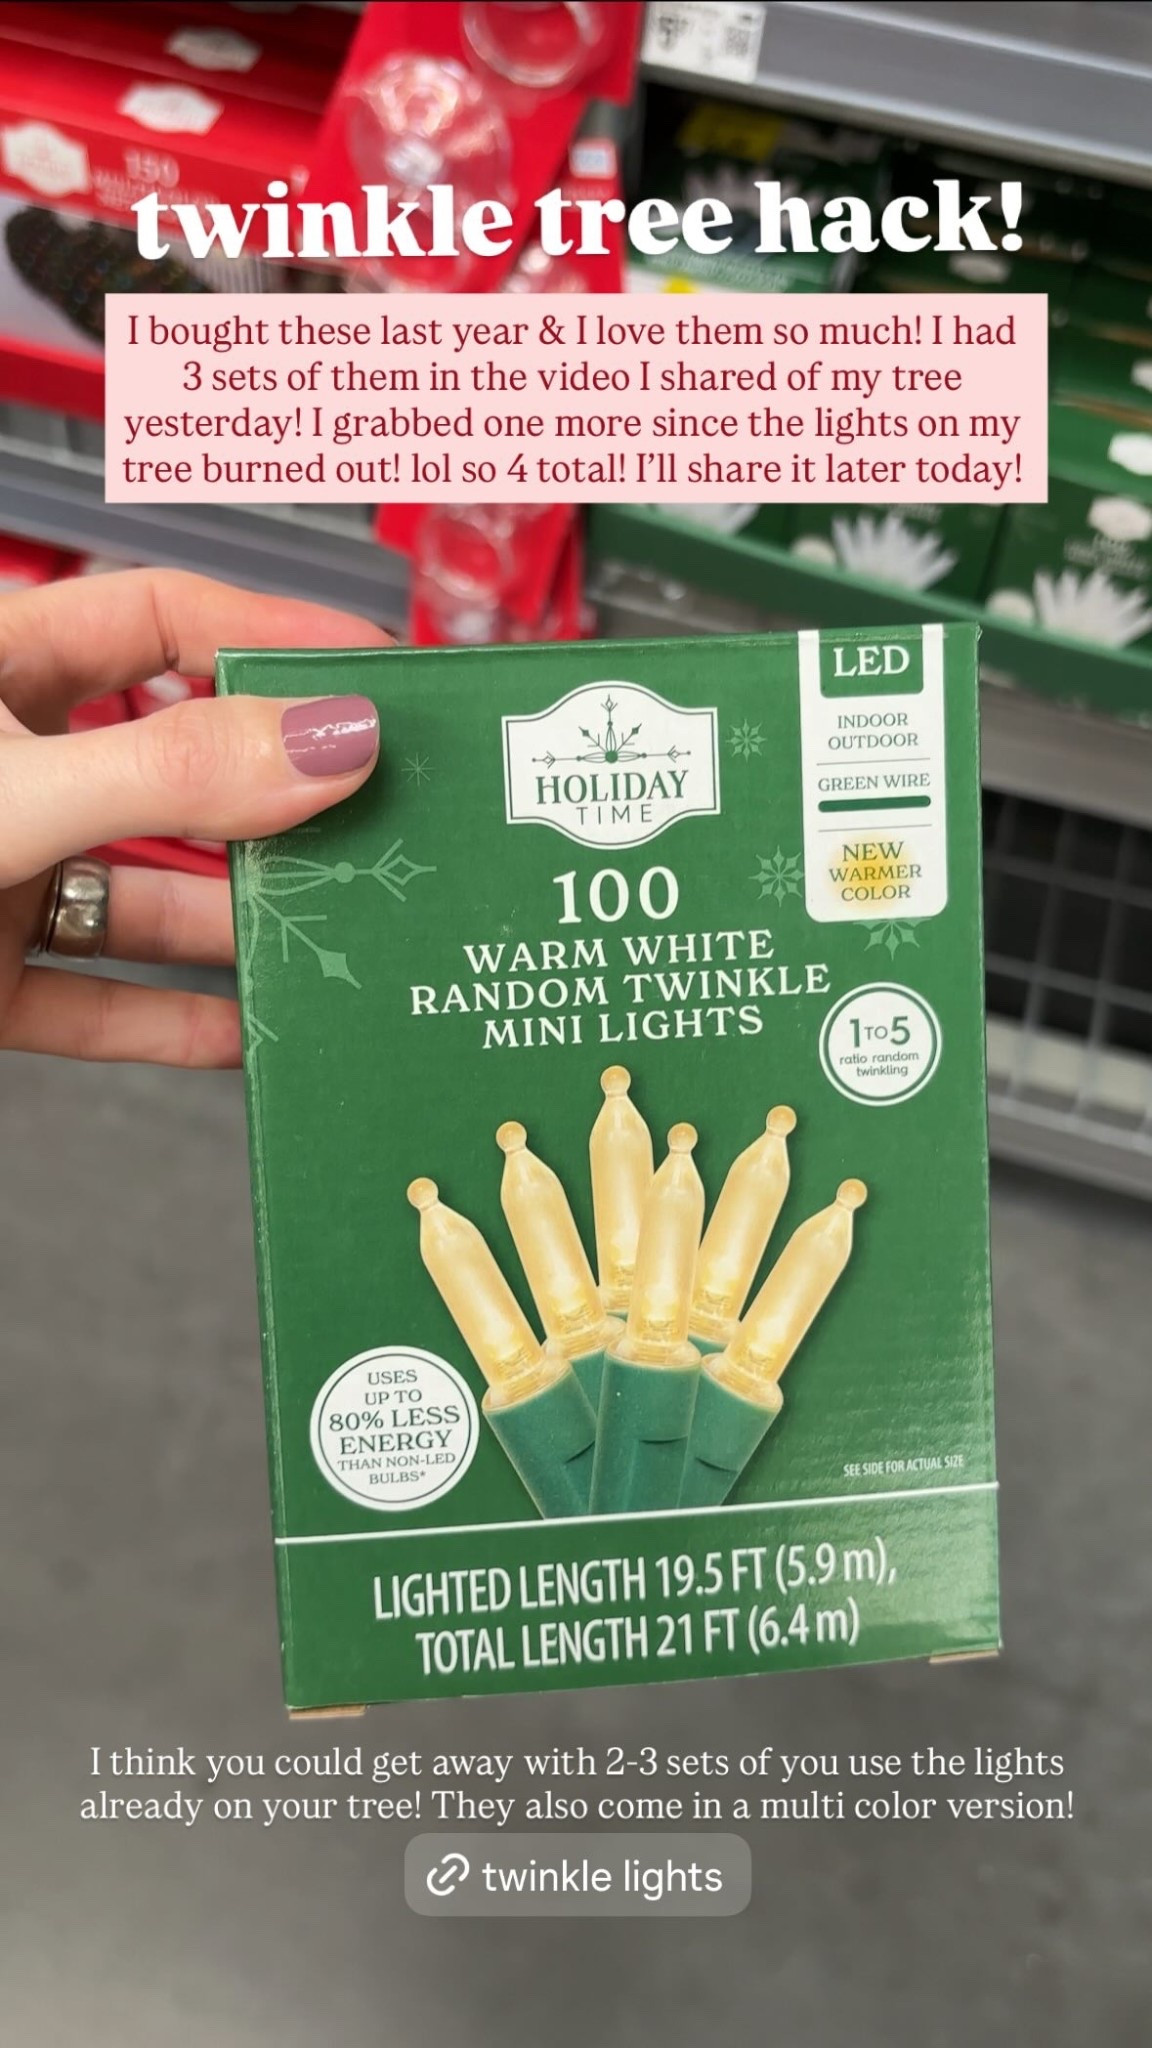 twinkle tree hack!
I bought these last year & I love them so much! I had
3 sets of them in the video I shared of my tree
yesterday! I grabbed one more since the lights on my
tree burned out! lol so 4 total! I'll share it later today!
150
LED
INDOOR
OUTDOOR
GREEN WIRE
NEW
WARMER
COLOR
HOLIDAY
TIME
100
WARM WHITE
RANDOM TWINKLE
MINI LIGHTS
1 TO 5
ratio random
twinkling
USES
UP TO
80% LESS
ENERGY
THAN NON-LED
BULBS*
SEE SIDE FOR ACTUAL SIZE
LIGHTED LENGTH 19.5 FT (5.9 m),
TOTAL LENGTH 21 FT (6.4 m)
I think you could get away with 2-3 sets of you use the lights
already on your tree! They also come in a multi color version!
twinkle lights